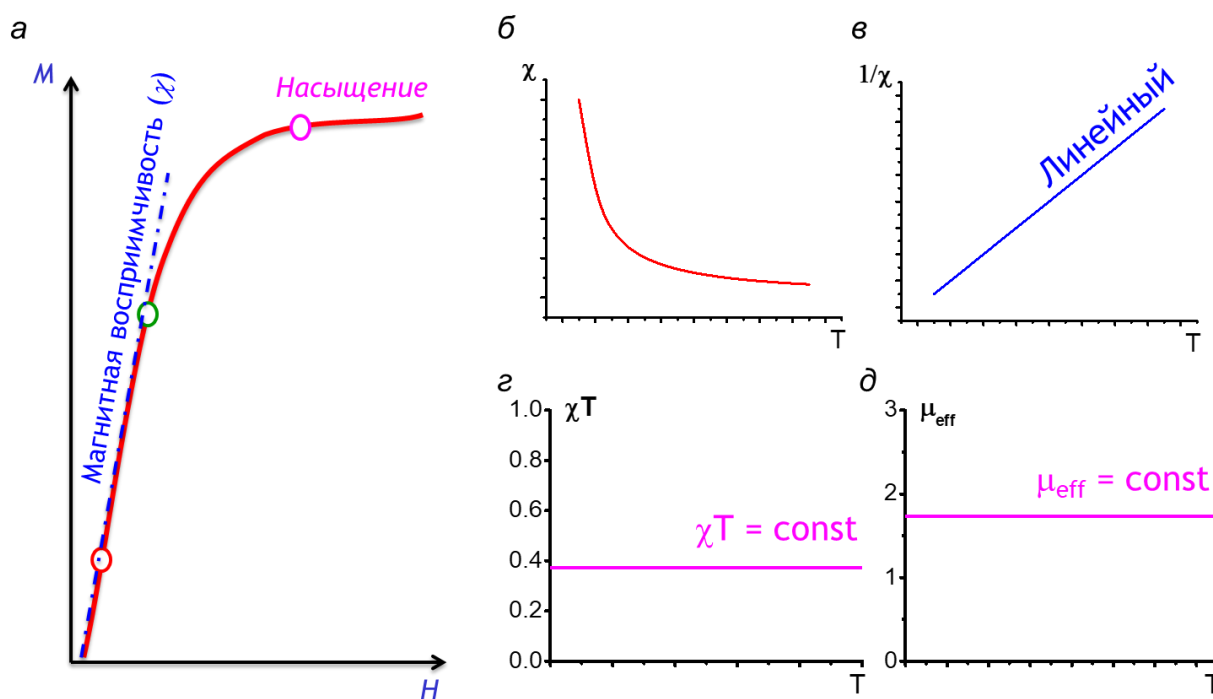 а
M
Магнитная восприимчивость (χ)
Насыщение
H
б
χ
T
в
1/χ
Линейный
T
г
χT
1.0
0.8
0.6
0.4
0.2
0.0
χT = const
T
д
μeff
3
2
1
0
μeff = const
T